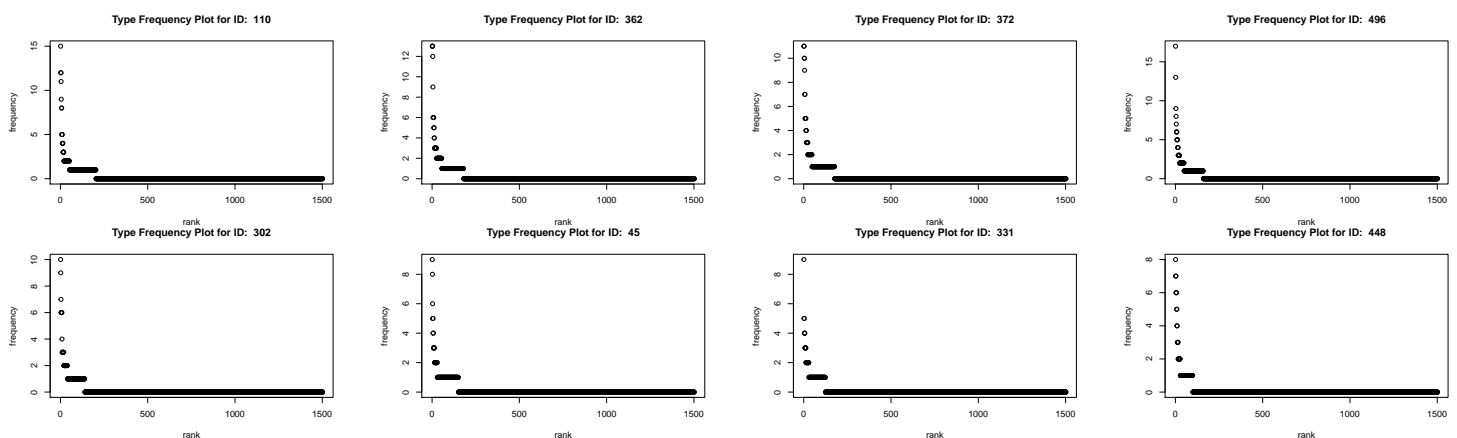 Type Frequency Plot for ID: 110
frequency
15
10
5
0
0 500 1000 1500
rank
Type Frequency Plot for ID: 362
frequency
12
10
8
6
4
2
0
0 500 1000 1500
rank
Type Frequency Plot for ID: 372
frequency
10
8
6
4
2
0
0 500 1000 1500
rank
Type Frequency Plot for ID: 496
frequency
15
10
5
0
0 500 1000 1500
rank
Type Frequency Plot for ID: 302
frequency
10
8
6
4
2
0
0 500 1000 1500
rank
Type Frequency Plot for ID: 45
frequency
8
6
4
2
0
0 500 1000 1500
rank
Type Frequency Plot for ID: 331
frequency
8
6
4
2
0
0 500 1000 1500
rank
Type Frequency Plot for ID: 448
frequency
8
6
4
2
0
0 500 1000 1500
rank